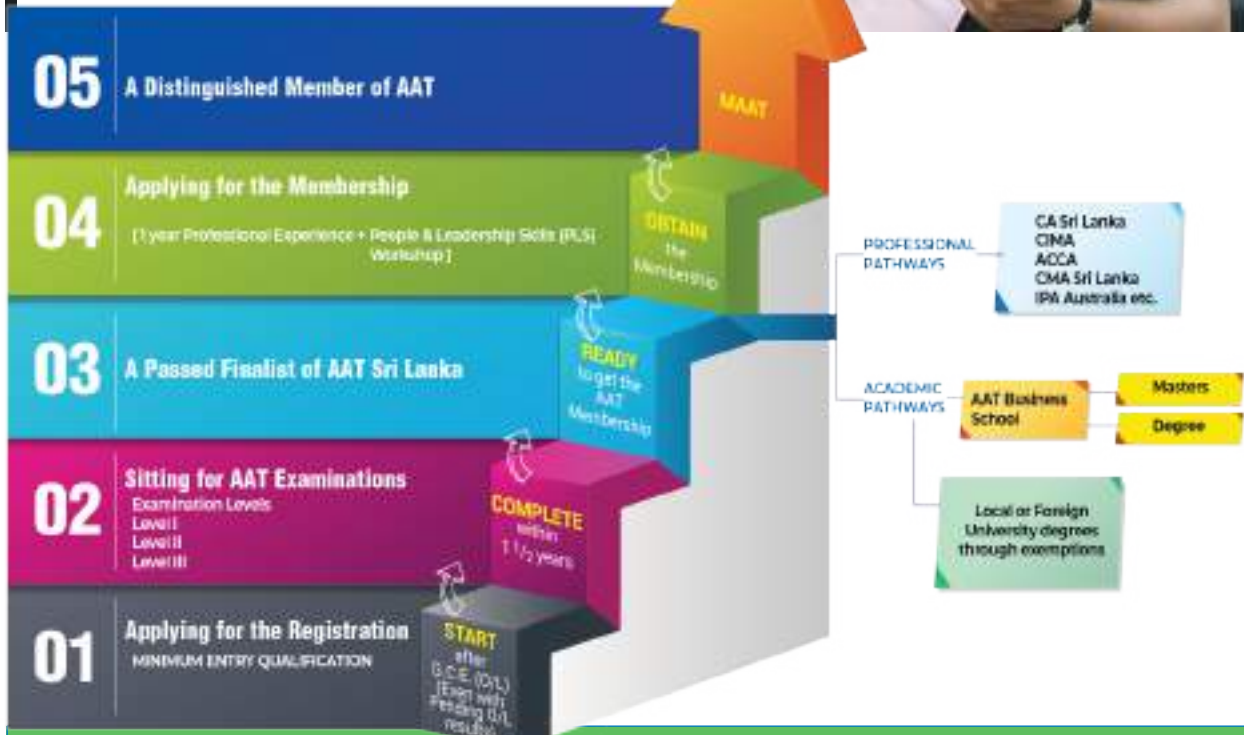 05
A Distinguished Member of AAT
MAAT
04
Applying for the Membership
[1 year Professional Experience + People & Leadership Skills (PLS)
Workshop]
OBTAIN
the
Membership
03
A Passed Finalist of AAT Sri Lanka
READY
to get the
AAT
Membership
02
Sitting for AAT Examinations
Examination Levels
Level I
Level II
Level III
COMPLETE
within
1 1/2 years
01
Applying for the Registration
MINIMUM ENTRY QUALIFICATION
START
after
G.C.E. (O/L)
[Even with
Pending O/L
results]
PROFESSIONAL
PATHWAYS
CA Sri Lanka
CIMA
ACCA
CMA Sri Lanka
IPA Australia etc.
ACADEMIC
PATHWAYS
AAT Business
School
Masters
Degree
Local or Foreign
University degrees
through exemptions